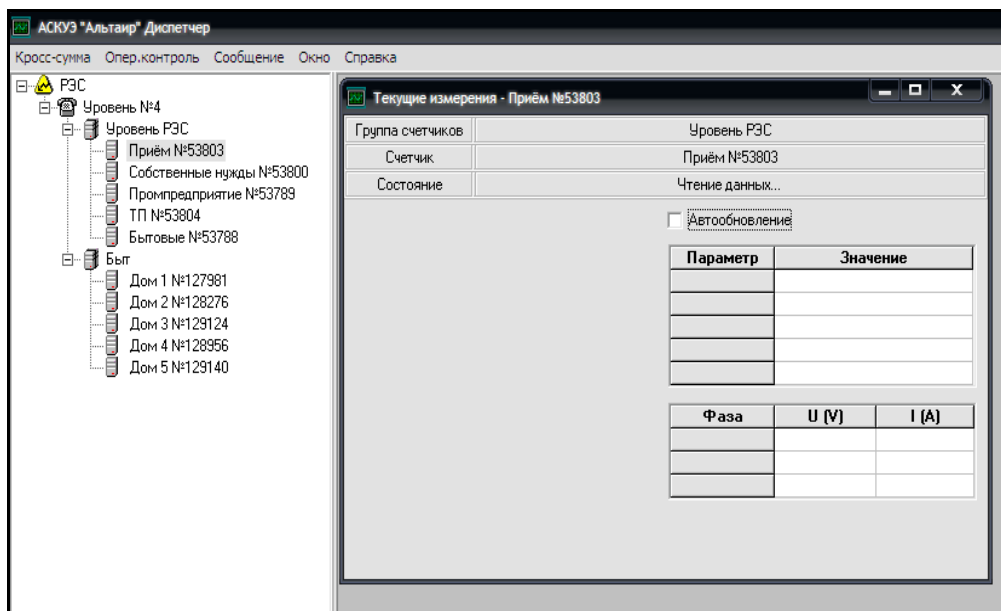 АСКУЭ "Альтаир" Диспетчер
Кросс-сумма Опер.контроль Сообщение Окно Справка
РЭС
Уровень №4
Уровень РЭС
Приём №53803
Собственные нужды №53800
Промпредприятие №53789
ТП №53804
Бытовые №53788
Быт
Дом 1 №127981
Дом 2 №128276
Дом 3 №129124
Дом 4 №128956
Дом 5 №129140
Текущие измерения - Приём №53803
Группа счетчиков Уровень РЭС
Счетчик Приём №53803
Состояние Чтение данных...
Автообновление
Параметр Значение
Фаза U (V) I (A)